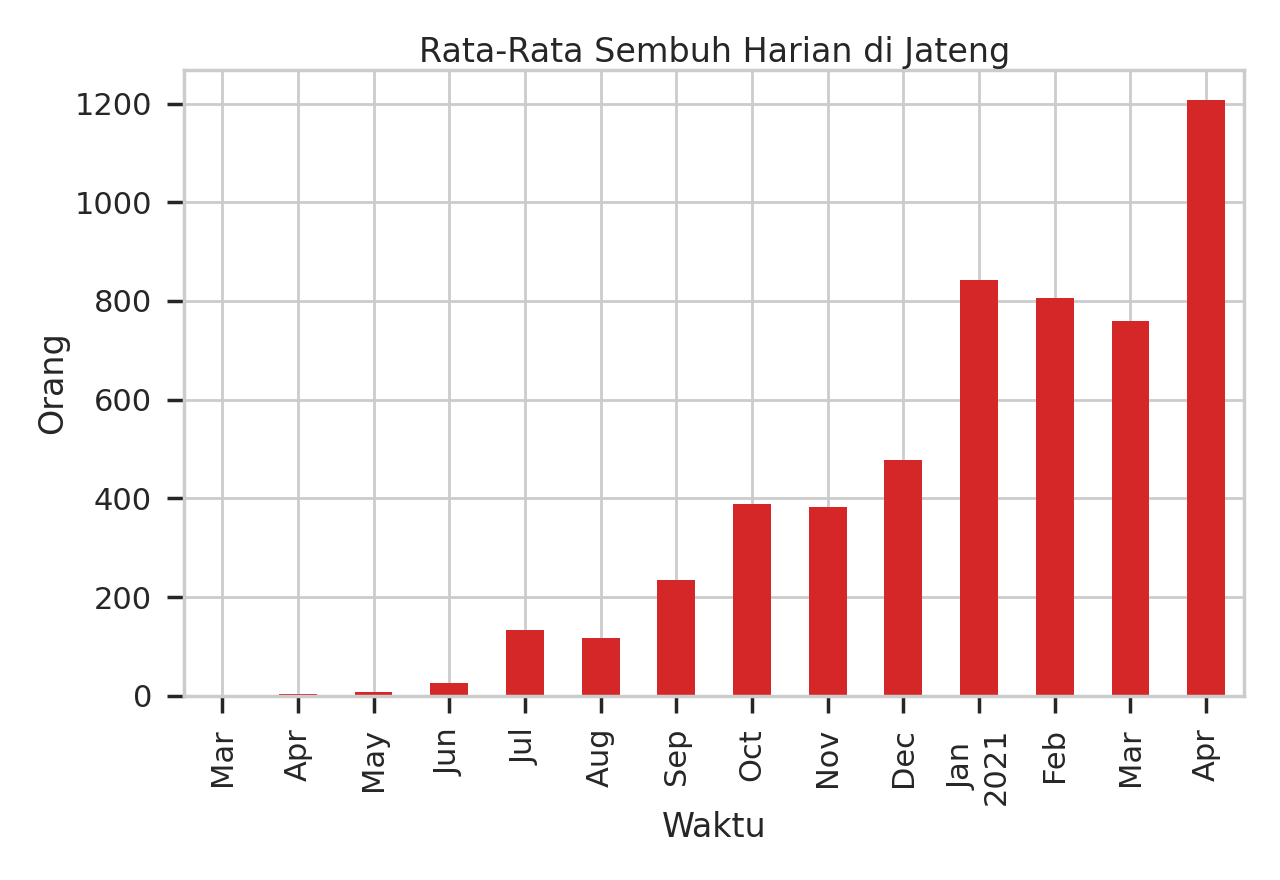 Rata-Rata Sembuh Harian di Jateng
1200
1000
800
600
400
200
0
Orang
Mar
Apr
May
Jun
Jul
Aug
Sep
Oct
Nov
Dec
Jan
2021
Feb
Mar
Apr
Waktu